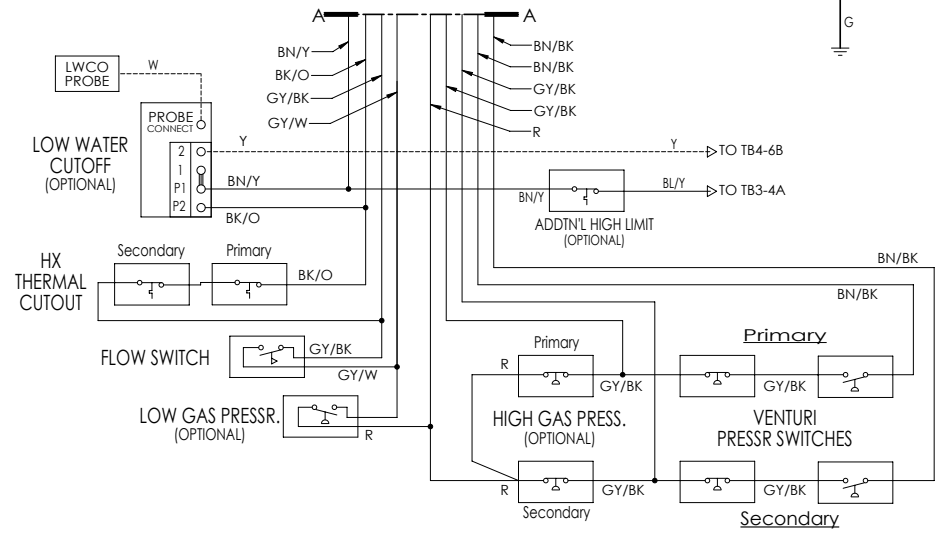 A
A
G
BN/Y
BK/O
GY/BK
GY/W
BN/BK
BN/BK
GY/BK
GY/BK
R
LWCO
PROBE
W
PROBE
CONNECT
LOW WATER
CUTOFF
(OPTIONAL)
2
1
P1
P2
Y
Y
TO TB4-6B
BN/Y
BN/Y
BL/Y
TO TB3-4A
BK/O
ADDTN'L HIGH LIMIT
(OPTIONAL)
HX
THERMAL
CUTOUT
Secondary
Primary
BK/O
BN/BK
BN/BK
FLOW SWITCH
GY/BK
GY/W
LOW GAS PRESSR.
(OPTIONAL)
R
Primary
R
GY/BK
HIGH GAS PRESS.
(OPTIONAL)
R
GY/BK
Secondary
Primary
GY/BK
VENTURI
PRESSR SWITCHES
GY/BK
Secondary